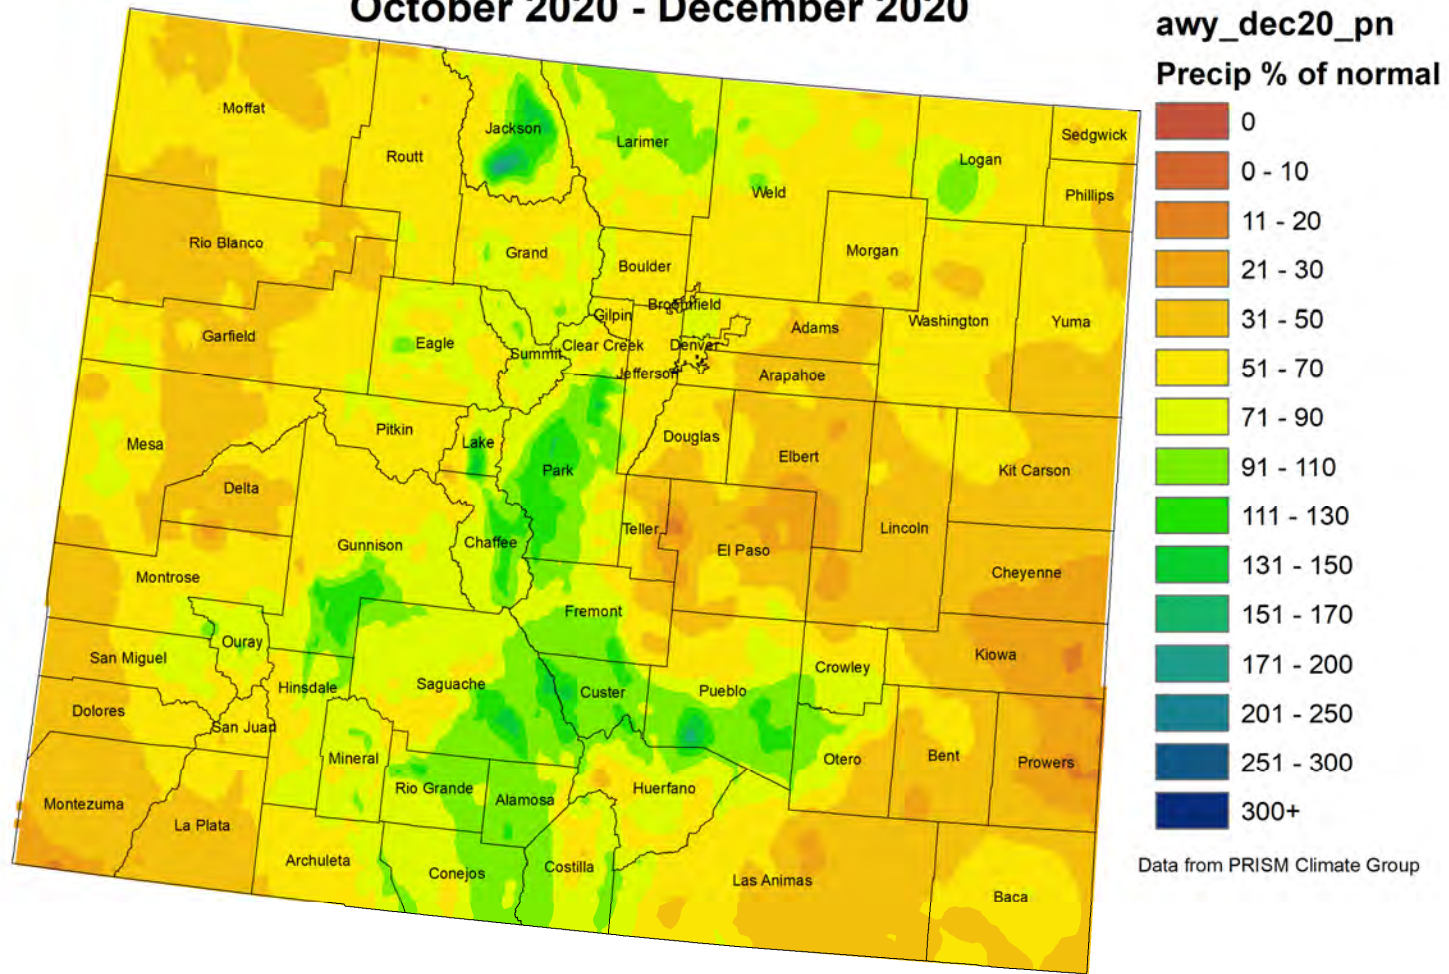 October 2020 - December 2020
awy_dec20_pn
Precip % of normal
0
0 - 10
11 - 20
21 - 30
31 - 50
51 - 70
71 - 90
91 - 110
111 - 130
131 - 150
151 - 170
171 - 200
201 - 250
251 - 300
300+
Data from PRISM Climate Group
Moffat
Routt
Jackson
Larimer
Weld
Logan
Sedgwick
Phillips
Rio Blanco
Grand
Boulder
Morgan
Broomfield
Gilpin
Garfield
Eagle
Summit
Clear Creek
Denver
Adams
Washington
Yuma
Jefferson
Arapahoe
Mesa
Pitkin
Lake
Park
Douglas
Elbert
Kit Carson
Delta
Gunnison
Chaffee
Teller
El Paso
Lincoln
Cheyenne
Montrose
Fremont
Ouray
San Miguel
Hinsdale
Saguache
Custer
Pueblo
Crowley
Kiowa
Dolores
San Juan
Mineral
Rio Grande
Alamosa
Huerfano
Otero
Bent
Prowers
Montezuma
La Plata
Archuleta
Conejos
Costilla
Las Animas
Baca